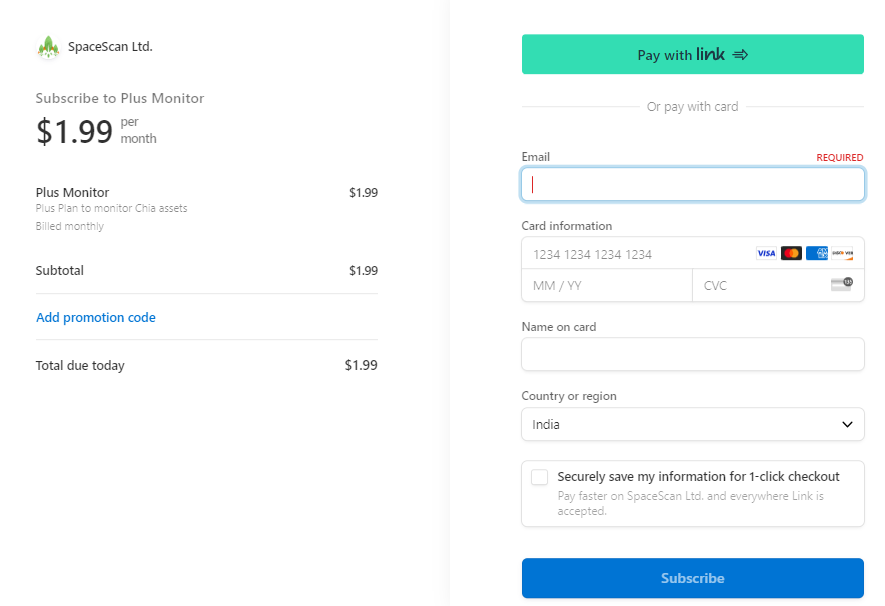 SpaceScan Ltd.
Subscribe to Plus Monitor
$1.99 per
month
Plus Monitor $1.99
Plus Plan to monitor Chia assets
Billed monthly
Subtotal $1.99
Add promotion code
Total due today $1.99
Pay with link
Or pay with card
Email REQUIRED
Card information
1234 1234 1234 1234 VISA
MM / YY CVC
Name on card
Country or region
India
Securely save my information for 1-click checkout
Pay faster on SpaceScan Ltd. and everywhere Link is
accepted.
Subscribe